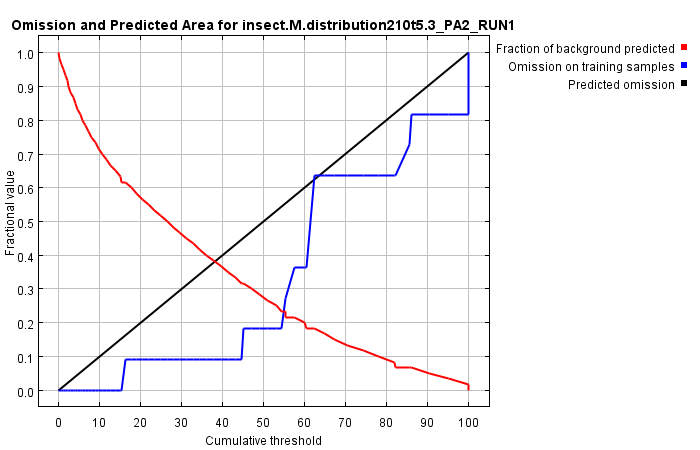 Omission and Predicted Area for insect.M.distribution210t5.3_PA2_RUN1
Fraction of background predicted
Omission on training samples
Predicted omission
1.0
0.9
0.8
0.7
0.6
0.5
0.4
0.3
0.2
0.1
0.0
Fractional value
0 10 20 30 40 50 60 70 80 90 100
Cumulative threshold